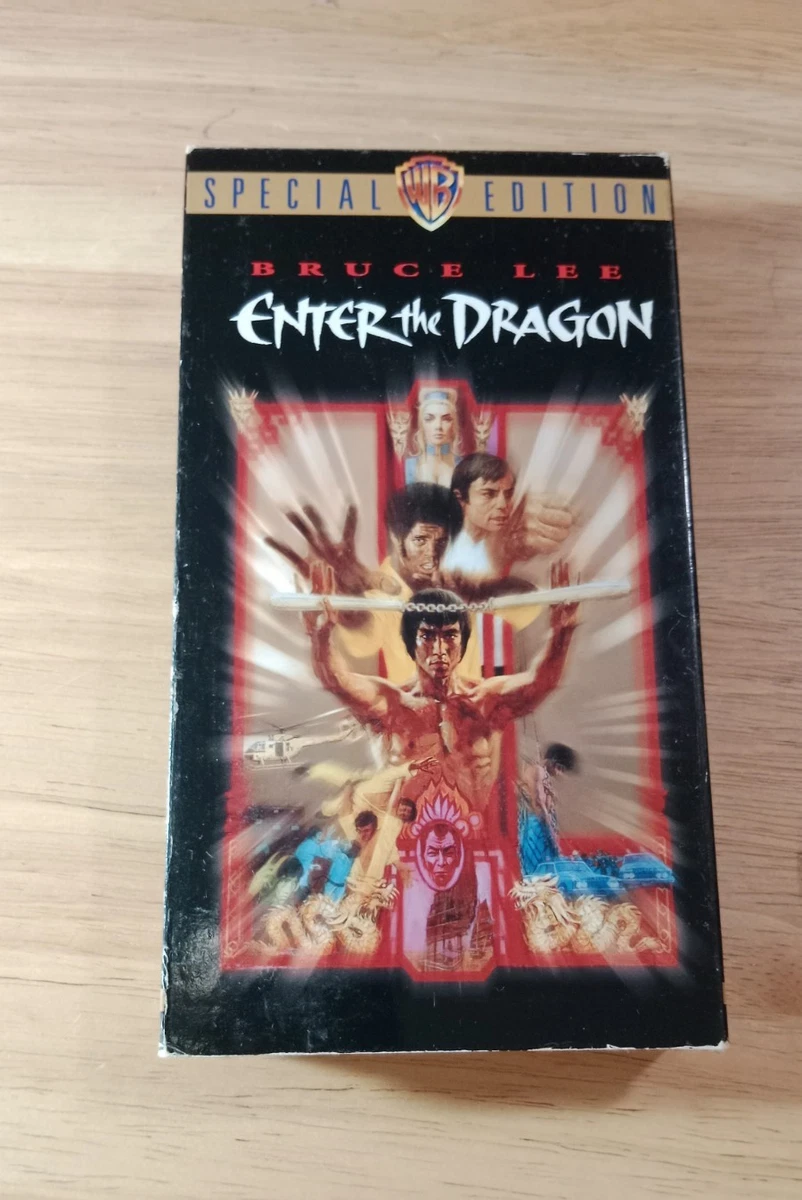 SPECIAL WB EDITION
BRUCE LEE
ENTER the DRAGON